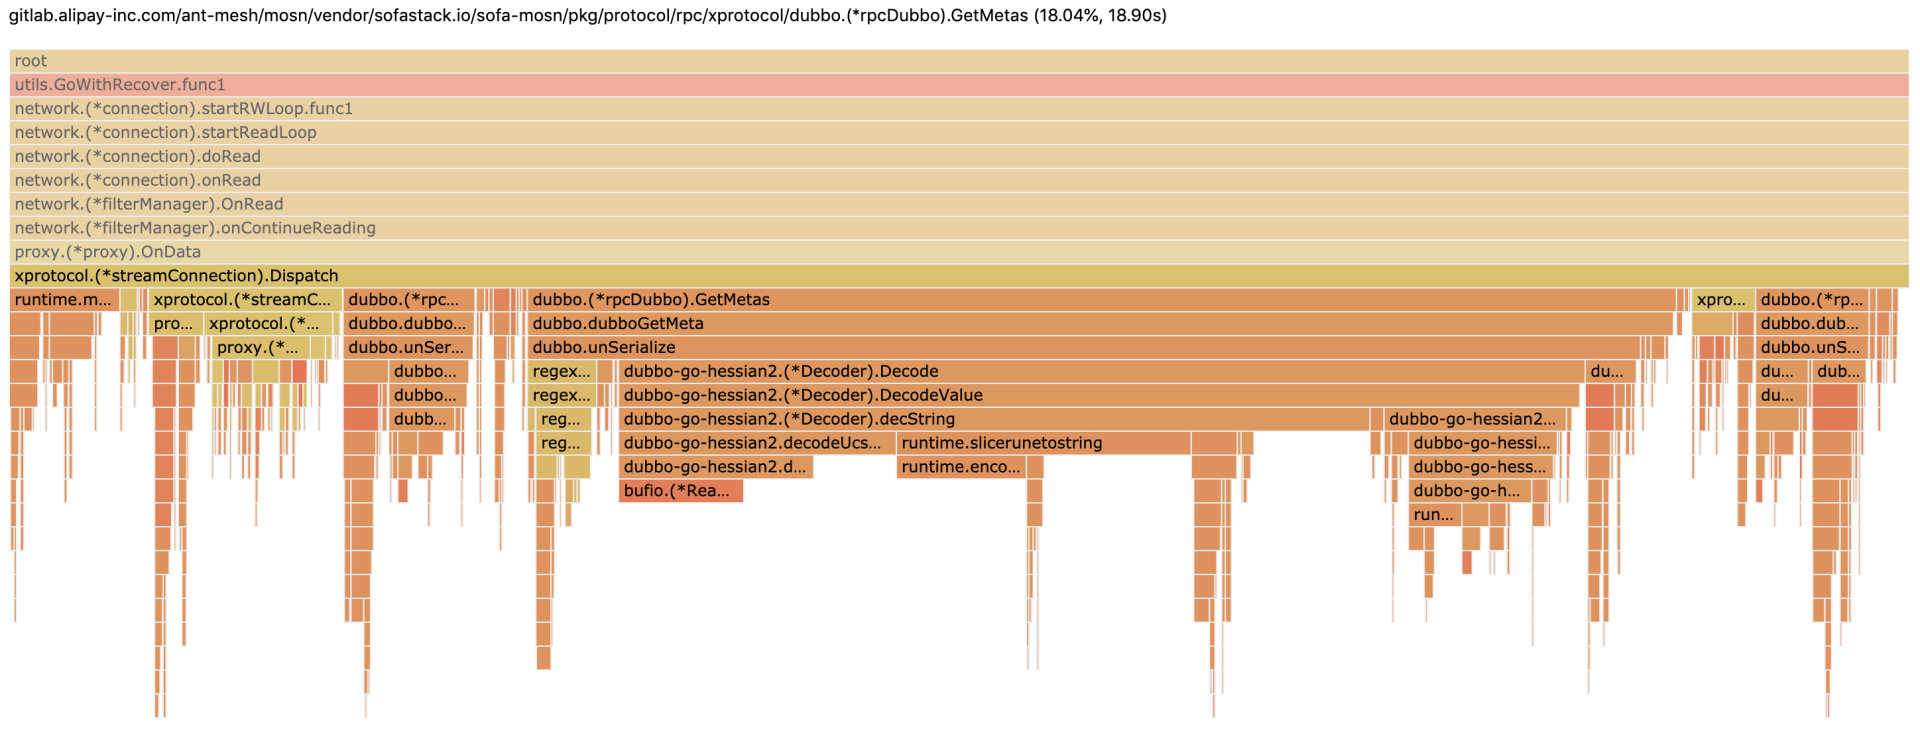 gitlab.alipay-inc.com/ant-mesh/mosn/vendor/sofastack.io/sofa-mosn/pkg/protocol/rpc/xprotocol/dubbo.(*rpcDubbo).GetMetas (18.04%, 18.90s)
root
utils.GoWithRecover.func1
network.(*connection).startRWLoop.func1
network.(*connection).startReadLoop
network.(*connection).doRead
network.(*connection).onRead
network.(*filterManager).OnRead
network.(*filterManager).onContinueReading
proxy.(*proxy).OnData
xprotocol.(*streamConnection).Dispatch
runtime.m... xprotocol.(*streamC... dubbo.(*rpc... dubbo.(*rpcDubbo).GetMetas xpro... dubbo.(*rp...
pro... xprotocol.(*... dubbo.dubbo... dubbo.dubboGetMeta dubbo.dub...
proxy.(*... dubbo.unSer... dubbo.unSerialize dubbo.unS...
dubbo... regex... dubbo-go-hessian2.(*Decoder).Decode du... du... dub...
dubbo... regex... dubbo-go-hessian2.(*Decoder).DecodeValue du...
dubb... reg... dubbo-go-hessian2.(*Decoder).decString dubbo-go-hessian2...
reg... dubbo-go-hessian2.decodeUcs... runtime.slicerunetostring dubbo-go-hessi...
dubbo-go-hessian2.d... runtime.enco... dubbo-go-hess...
bufio.(*Rea... dubbo-go-h...
run...